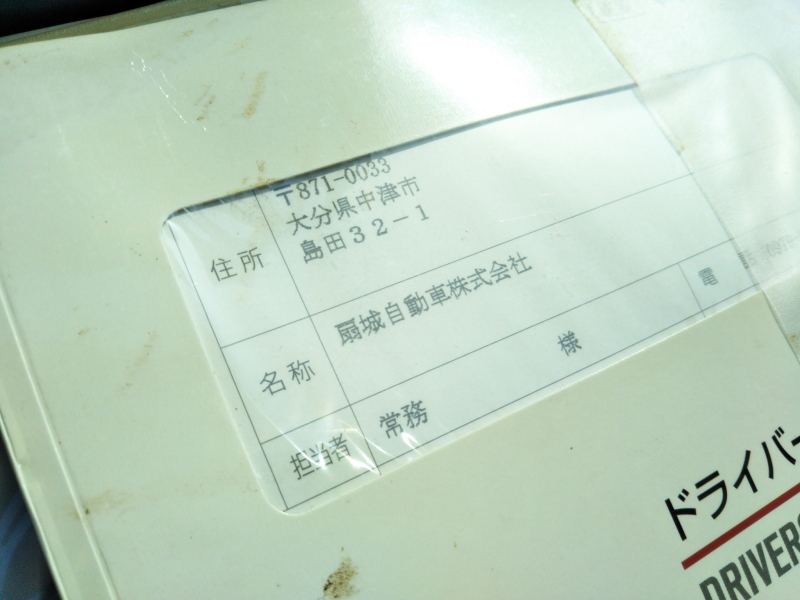 〒871-0033
大分県中津市
住所
島田32-1
名称
扇城自動車株式会社
担当者
常務
様
電
ドライバー
DRIVERS